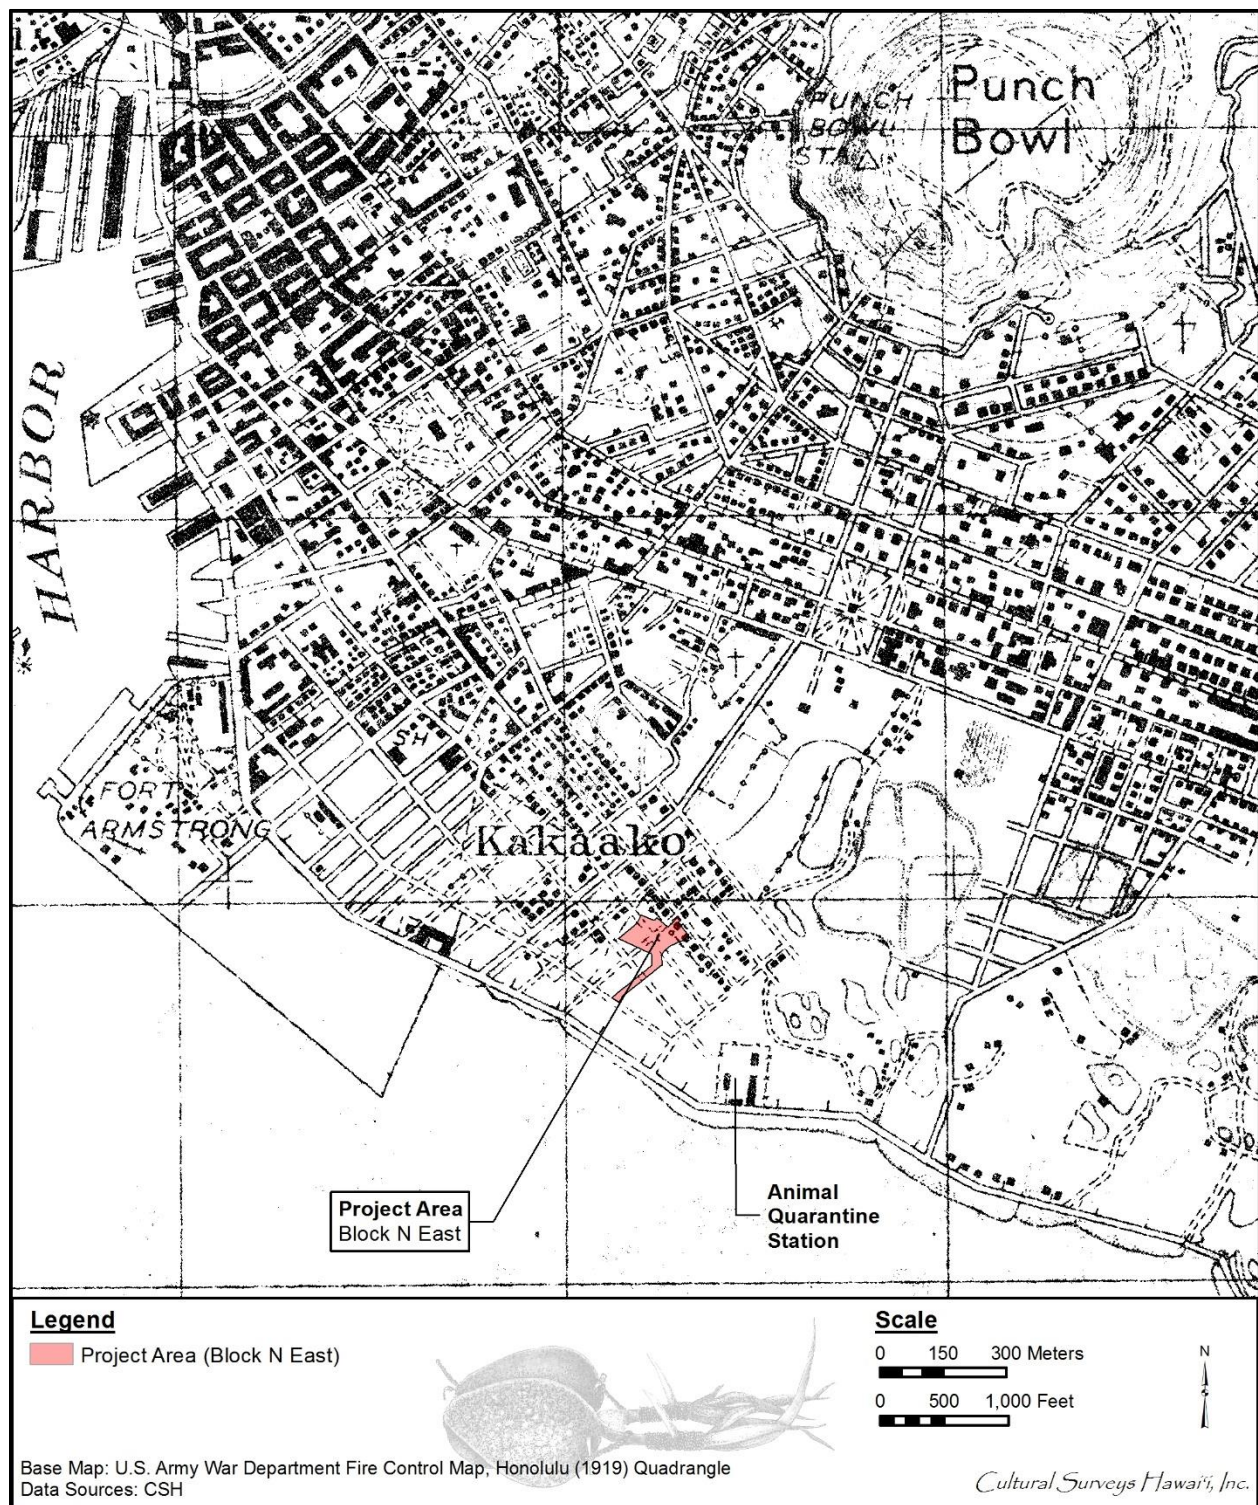 Punch
Bowl
PUNCH
BOWL
STA
HARBOR
SH
FORT
ARMSTRONG
Kakaako
Project Area
Block N East
Animal
Quarantine
Station
Legend
Project Area (Block N East)
Scale
0 150 300 Meters
0 500 1,000 Feet
N
Base Map: U.S. Army War Department Fire Control Map, Honolulu (1919) Quadrangle
Data Sources: CSH
Cultural Surveys Hawaiʻi, Inc.